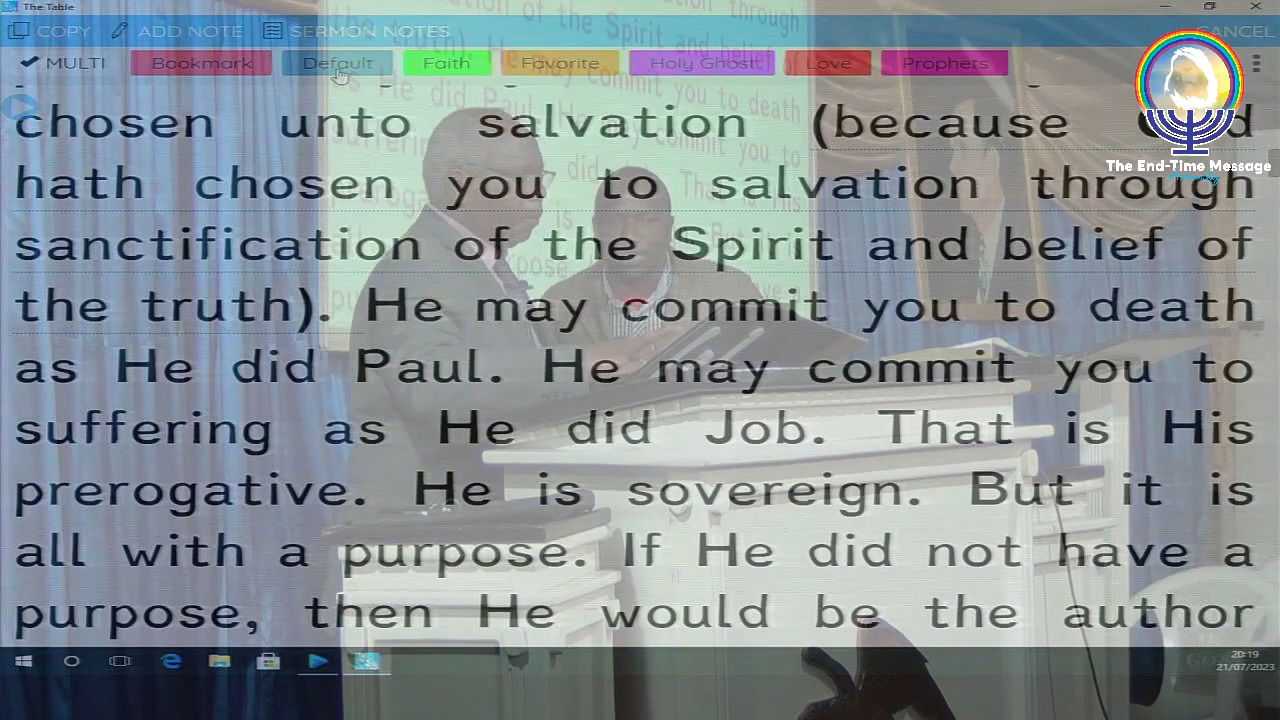 The Table
COPY ADD NOTE SERMON NOTES CANCEL
MULTI Bookmark Default Faith Favorite Holy Ghost Love Prophets
chosen unto salvation (because God
The End-Time Message
hath chosen you to salvation through
sanctification of the Spirit and belief of
the truth). He may commit you to death
as He did Paul. He may commit you to
suffering as He did Job. That is His
prerogative. He is sovereign. But it is
all with a purpose. If He did not have a
purpose, then He would be the author
20:19
21/07/2023